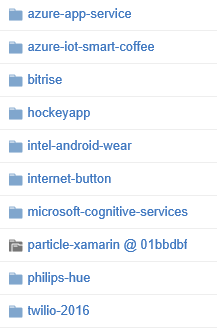 azure-app-service
azure-iot-smart-coffee
bitrise
hockeyapp
intel-android-wear
internet-button
microsoft-cognitive-services
particle-xamarin @ 01bbdbf
philips-hue
twilio-2016